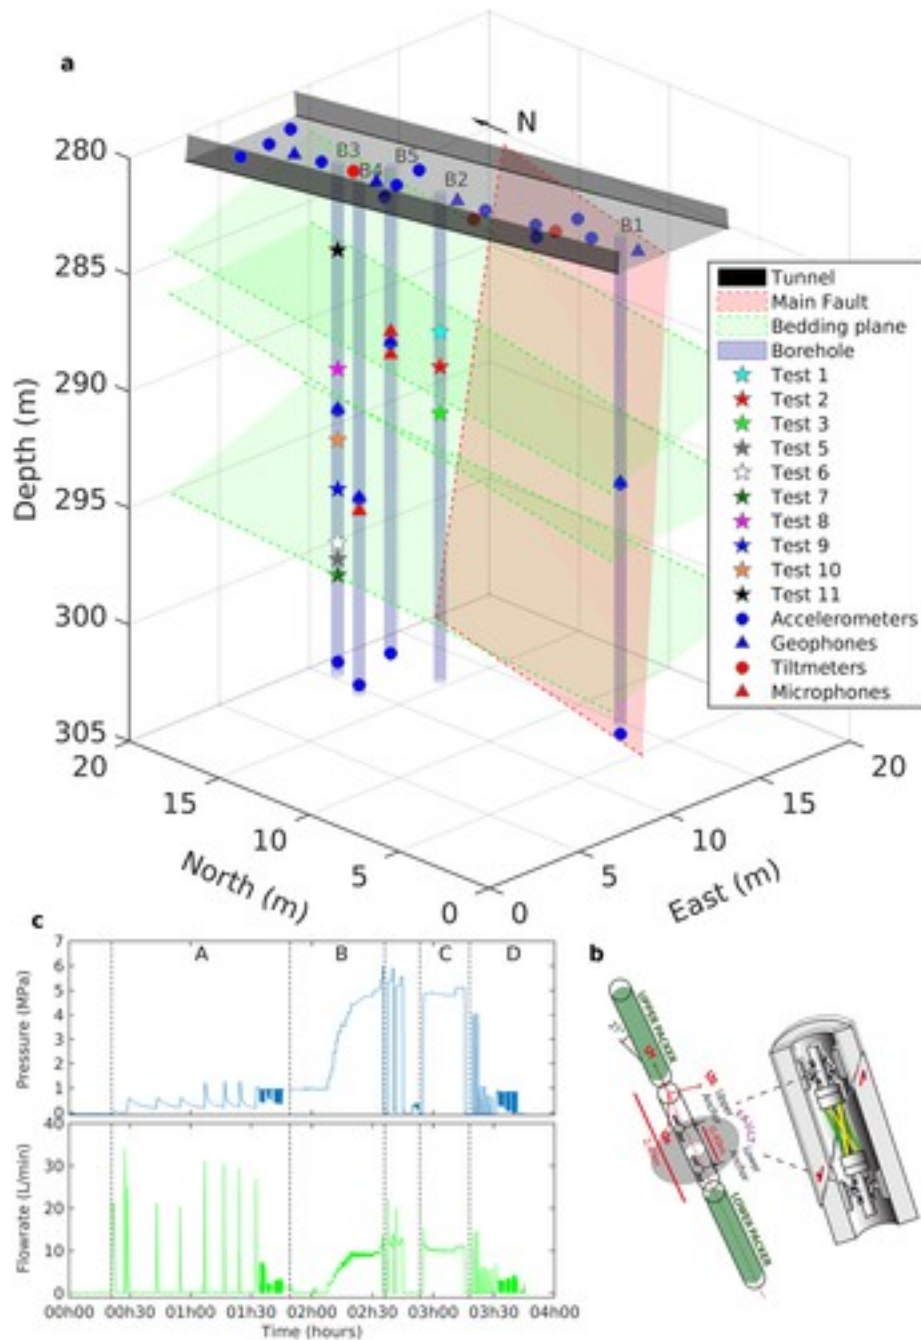 a
N
B3
B5
B4
B2
B1
280
285
290
295
300
305
Depth (m)
20
15
10
5
0
North (m)
0
5
10
15
20
East (m)
Tunnel
Main Fault
Bedding plane
Borehole
Test 1
Test 2
Test 3
Test 5
Test 6
Test 7
Test 8
Test 9
Test 10
Test 11
Accelerometers
Geophones
Tiltmeters
Microphones
c
A
B
C
D
7
6
5
4
3
2
1
0
Pressure (MPa)
40
30
20
10
0
Flowrate (L/min)
00h00
00h30
01h00
01h30
02h00
02h30
03h00
03h30
04h00
Time (hours)
b
UPPER PACKER
Upper
Anchor
Lower
Anchor
LOWER PACKER